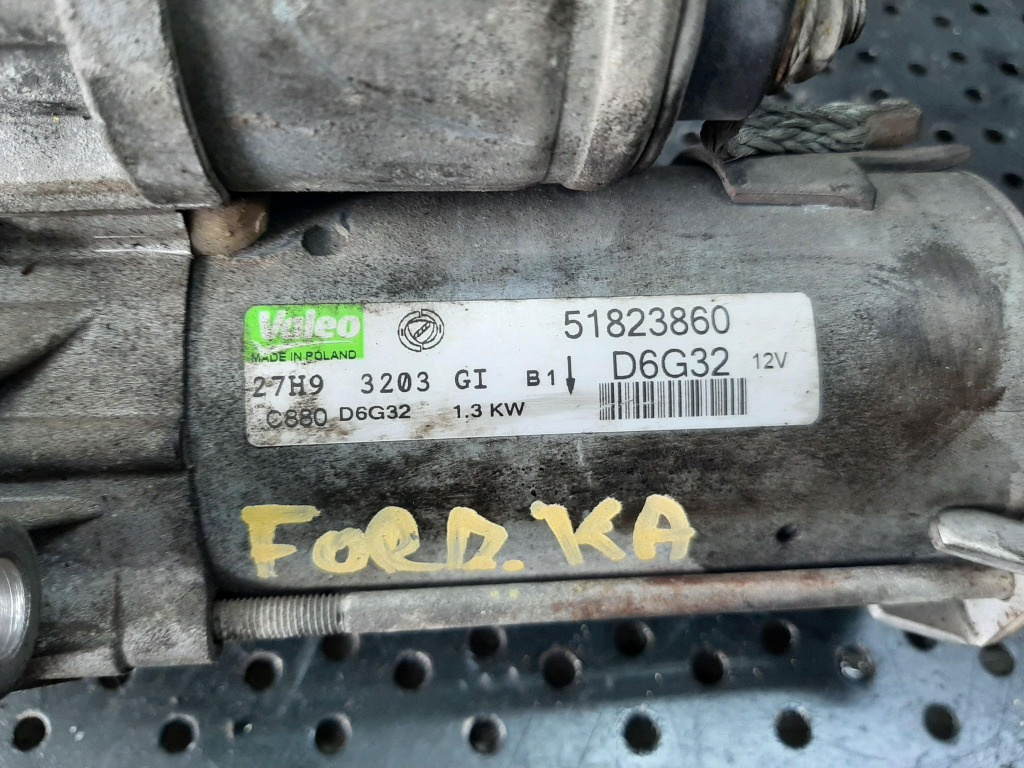 Valeo
MADE IN POLAND
51823860
D6G32 12V
27H9 3203 GI B1
C880 D6G32 1.3 KW
FORD.KA